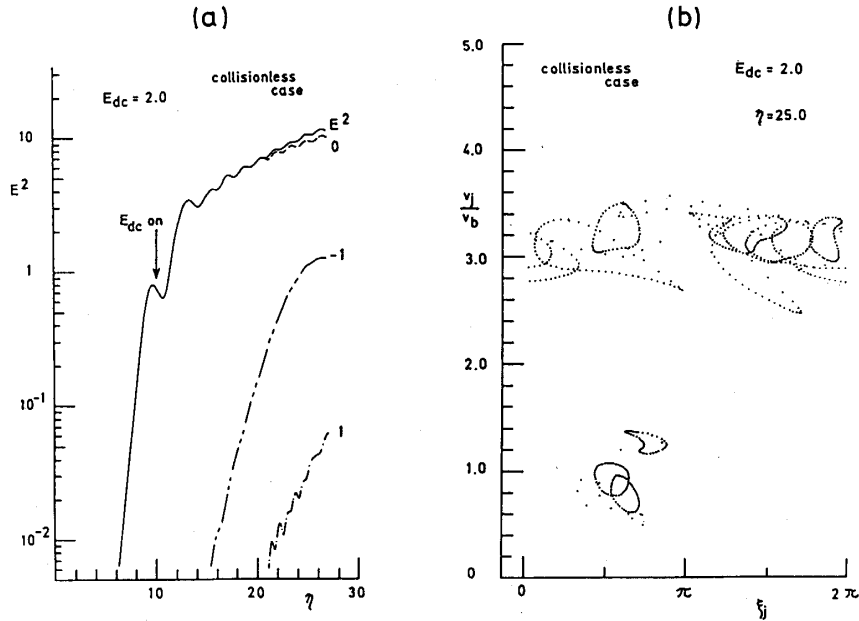 (a)
(b)
collisionless
case
E_dc = 2.0
E^2
0
-1
1
E_dc on
10
1
10^-1
10^-2
E^2
10
20
30
η
collisionless
case
E_dc = 2.0
η = 25.0
5.0
4.0
3.0
2.0
1.0
0
v_j
v_b
0
π
2π
ξ_j